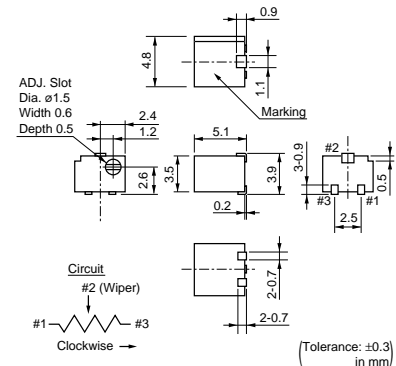 0.9
4.8
1.1
Marking
ADJ. Slot
Dia. ø1.5
Width 0.6
Depth 0.5
2.4
1.2
2.6
5.1
3.5
3.9
0.2
#2
3-0.9
0.5
#3
#1
2.5
2-0.7
2-0.7
Circuit
#2 (Wiper)
#1
#3
Clockwise
(Tolerance: ±0.3
in mm)